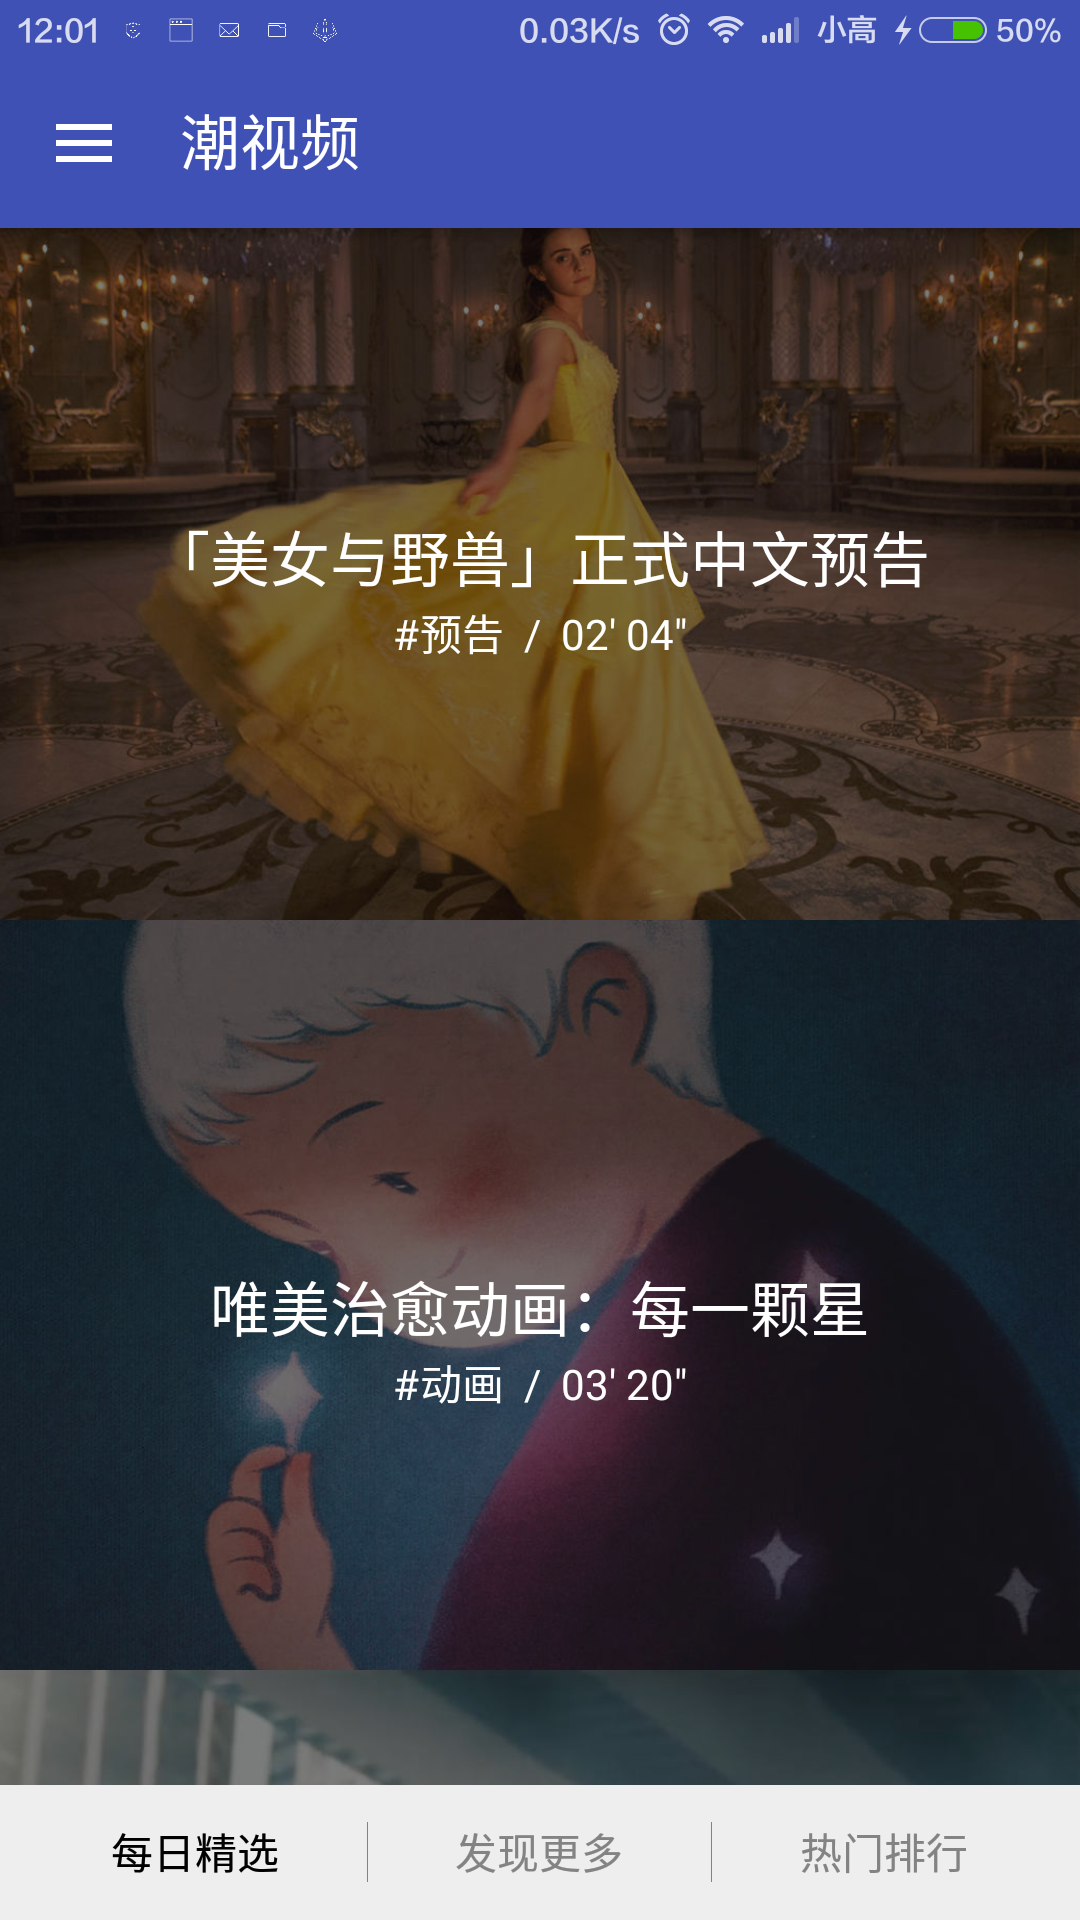 12:01 0.03K/s 小高 50%
潮视频
「美女与野兽」正式中文预告
#预告 / 02' 04"
唯美治愈动画：每一颗星
#动画 / 03' 20"
每日精选 发现更多 热门排行